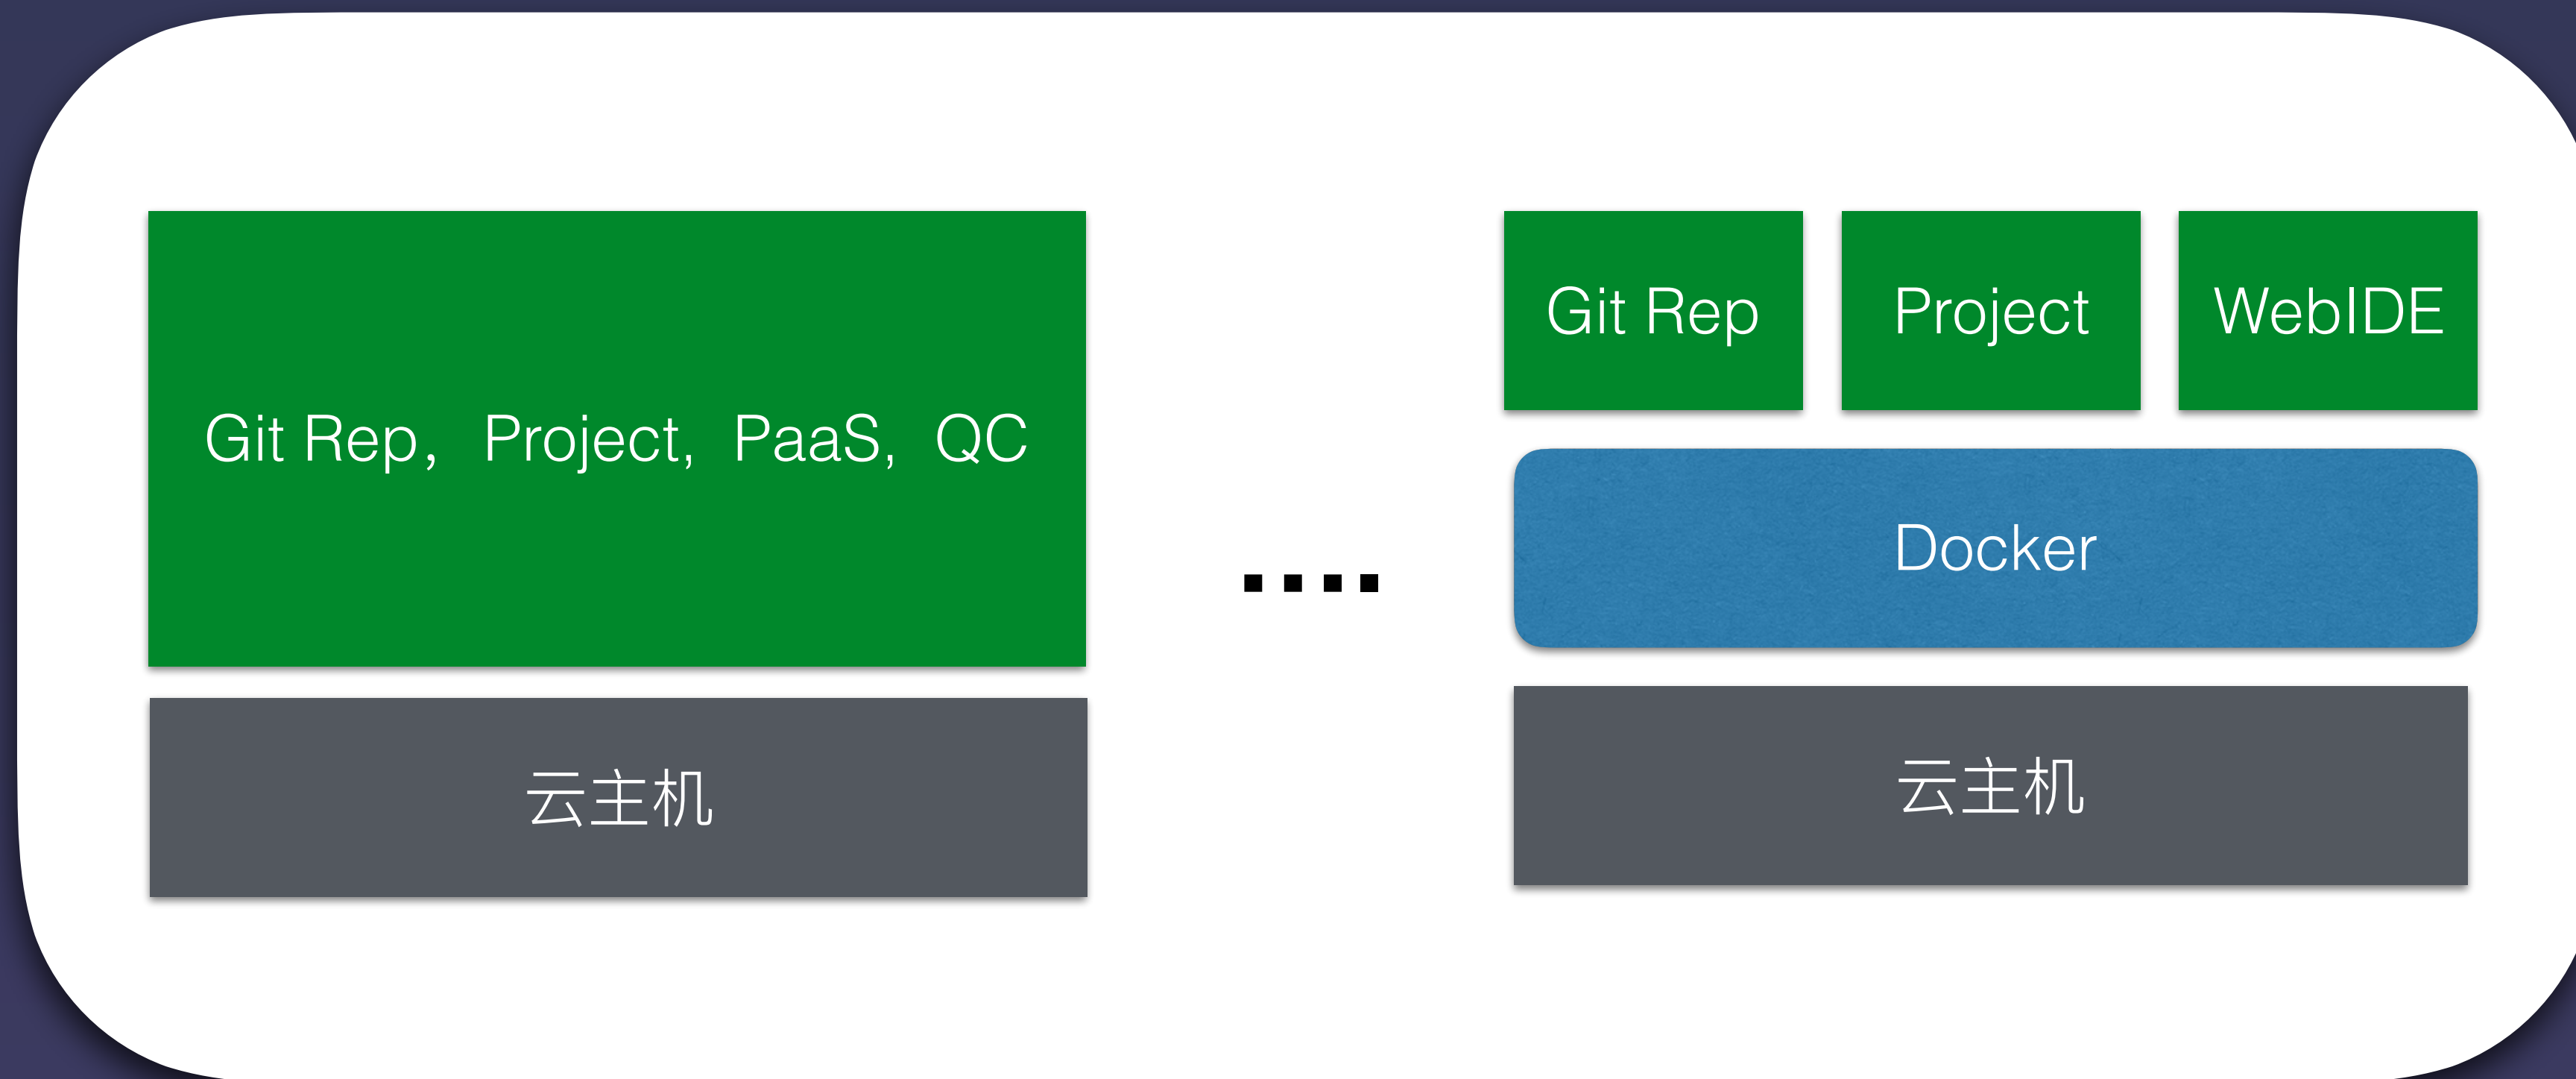 Git Rep，Project，PaaS，QC
云主机
....
Git Rep
Project
WebIDE
Docker
云主机